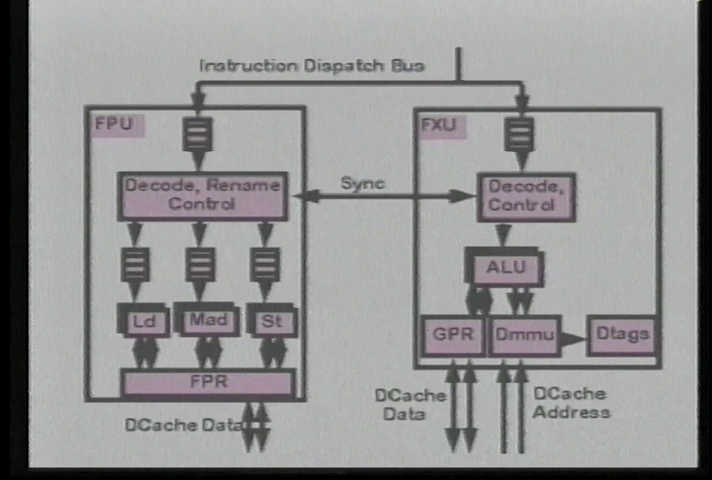 Instruction Dispatch Bus
FPU
FXU
Decode, Rename
Control
Sync
Decode,
Control
ALU
Ld
Mad
St
GPR
Dmmu
Dtags
FPR
DCache Data
DCache
Data
DCache
Address